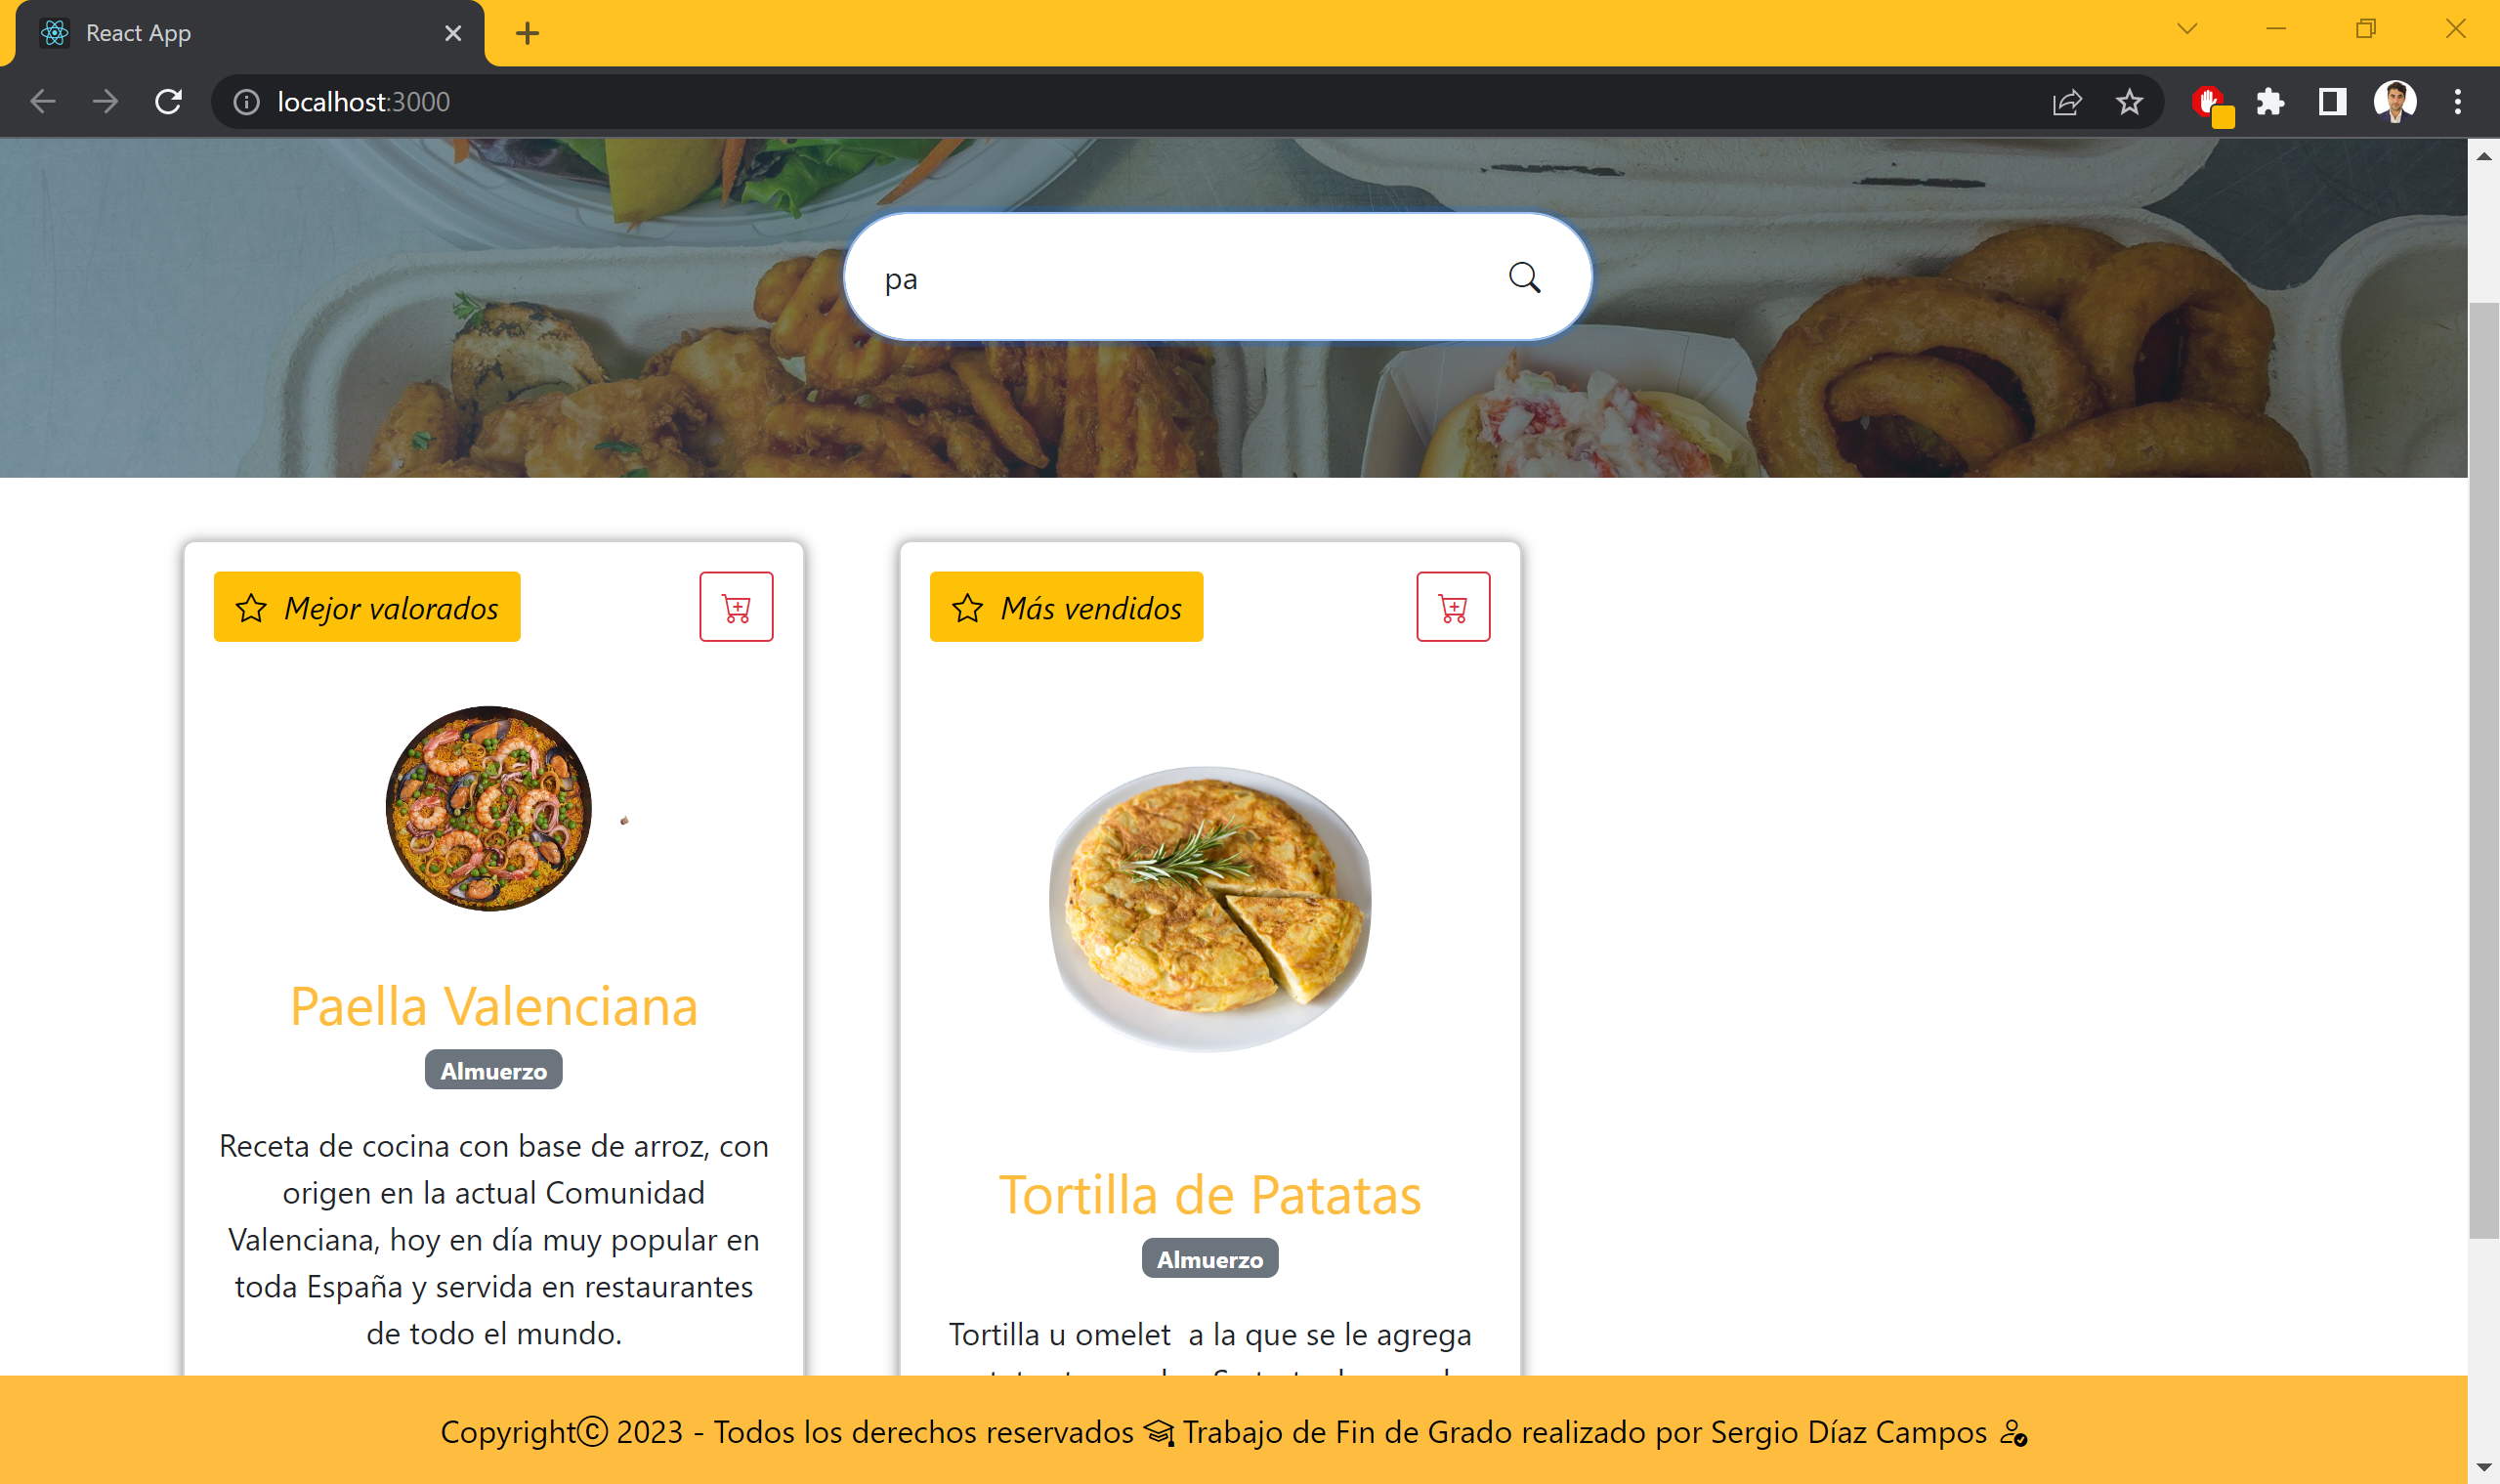 React App
localhost:3000
pa
Mejor valorados
Más vendidos
Paella Valenciana
Almuerzo
Receta de cocina con base de arroz, con
origen en la actual Comunidad
Valenciana, hoy en día muy popular en
toda España y servida en restaurantes
de todo el mundo.
Tortilla de Patatas
Almuerzo
Tortilla u omelet a la que se le agrega
Copyright© 2023 - Todos los derechos reservados Trabajo de Fin de Grado realizado por Sergio Díaz Campos